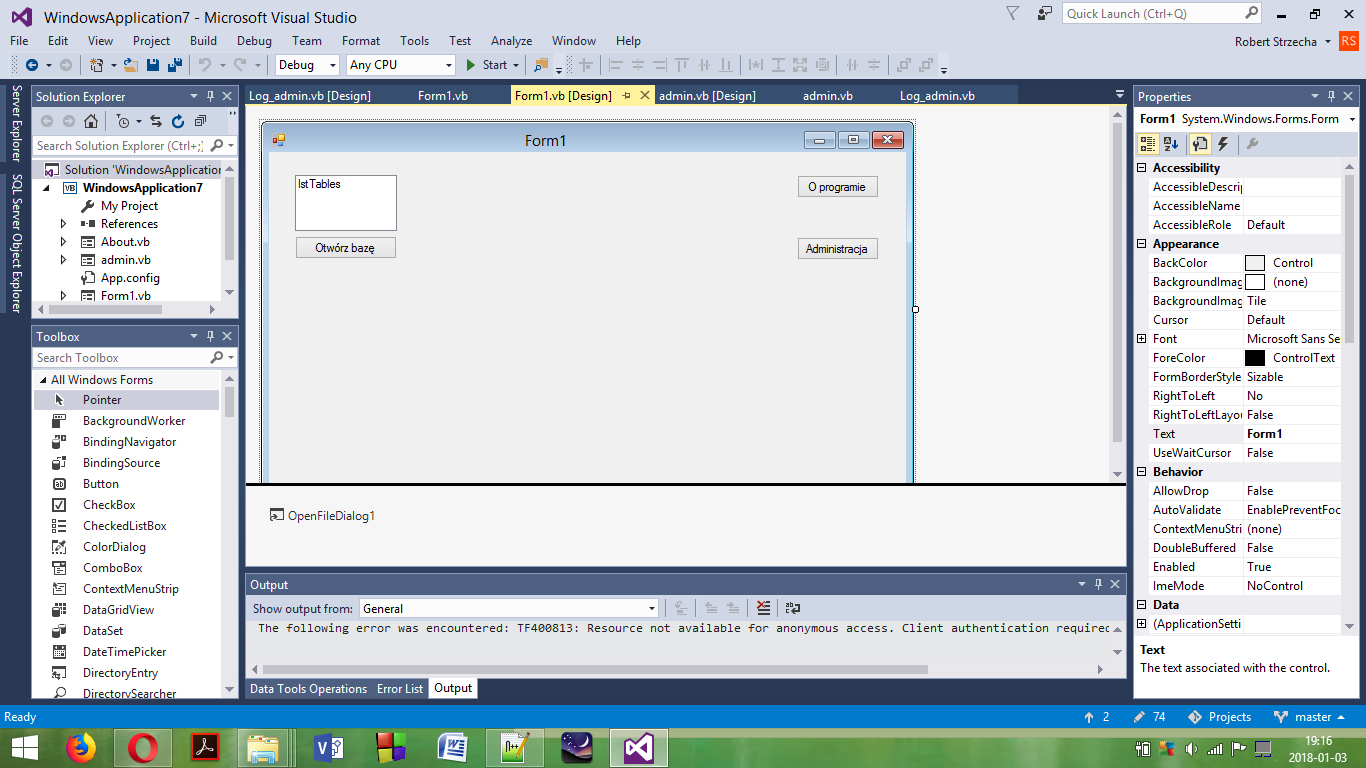 WindowsApplication7 - Microsoft Visual Studio
Quick Launch (Ctrl+Q)
File Edit View Project Build Debug Team Format Tools Test Analyze Window Help
Robert Strzecha RS
Debug Any CPU Start
Server Explorer
SQL Server Object Explorer
Solution Explorer
Search Solution Explorer (Ctrl+;)
Solution 'WindowsApplication
VB WindowsApplication7
My Project
References
About.vb
admin.vb
App.config
Form1.vb
Toolbox
Search Toolbox
All Windows Forms
Pointer
BackgroundWorker
BindingNavigator
BindingSource
Button
CheckBox
CheckedListBox
ColorDialog
ComboBox
ContextMenuStrip
DataGridView
DataSet
DateTimePicker
DirectoryEntry
DirectorySearcher
Log_admin.vb [Design] Form1.vb Form1.vb [Design] admin.vb [Design] admin.vb Log_admin.vb
Form1
lstTables
Otwórz bazę
O programie
Administracja
OpenFileDialog1
Output
Show output from: General
The following error was encountered: TF400813: Resource not available for anonymous access. Client authentication required
Data Tools Operations Error List Output
Properties
Form1 System.Windows.Forms.Form
Accessibility
AccessibleDescrip
AccessibleName
AccessibleRole Default
Appearance
BackColor Control
BackgroundImag (none)
BackgroundImag Tile
Cursor Default
Font Microsoft Sans Se
ForeColor ControlText
FormBorderStyle Sizable
RightToLeft No
RightToLeftLayou False
Text Form1
UseWaitCursor False
Behavior
AllowDrop False
AutoValidate EnablePreventFoc
ContextMenuStri (none)
DoubleBuffered False
Enabled True
ImeMode NoControl
Data
(ApplicationSetti
Text
The text associated with the control.
Ready
2 74 Projects master
19:16
2018-01-03